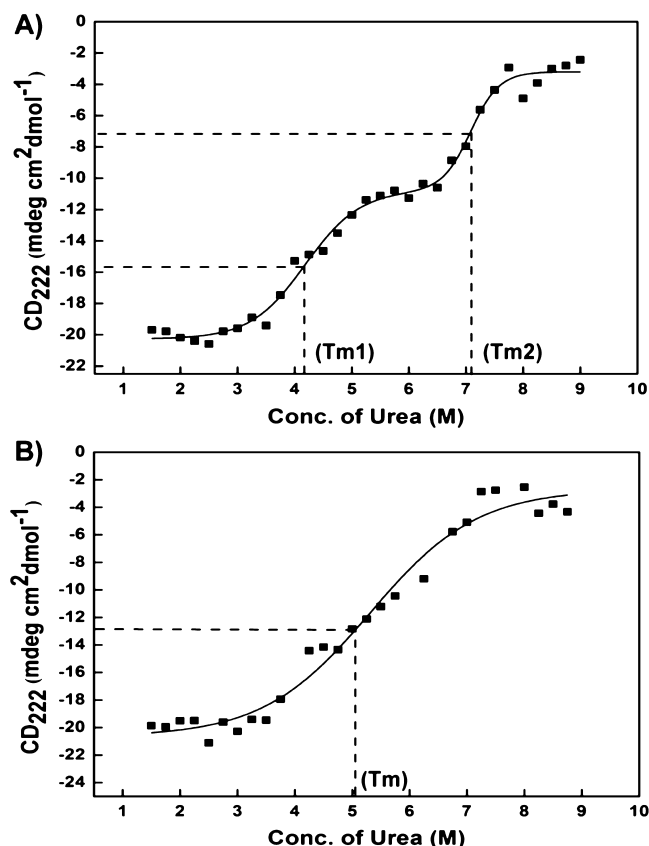 A)
0
-2
-4
-6
-8
-10
-12
-14
-16
-18
-20
-22
CD222 (mdeg cm2dmol-1)
(Tm1)
(Tm2)
1 2 3 4 5 6 7 8 9 10
Conc. of Urea (M)
B)
0
-2
-4
-6
-8
-10
-12
-14
-16
-18
-20
-22
-24
CD222 (mdeg cm2dmol-1)
(Tm)
1 2 3 4 5 6 7 8 9 10
Conc. of Urea (M)